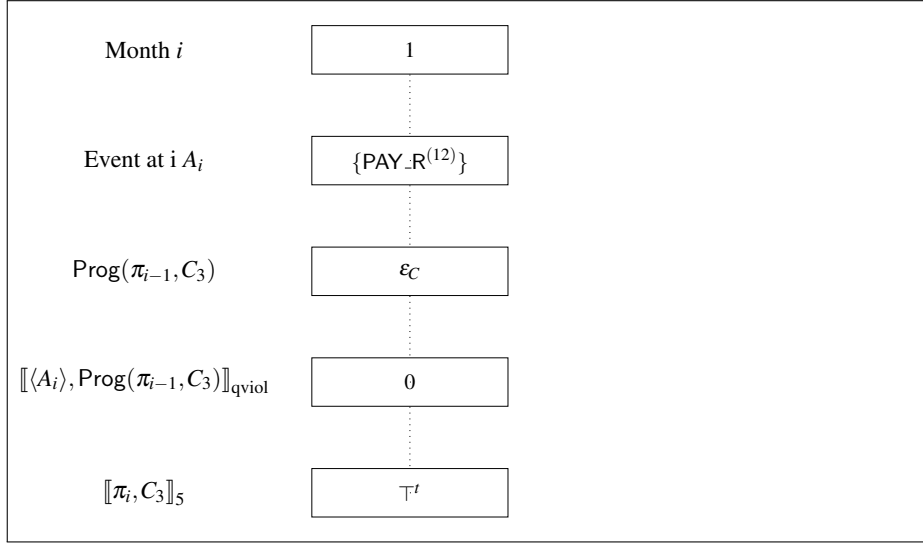 Month i 1
Event at i A_i {PAY_R^(12)}
Prog(π_{i−1}, C_3) ε_C
⟦⟨A_i⟩, Prog(π_{i−1}, C_3)⟧_qviol 0
⟦π_i, C_3⟧_5 ⊤^t